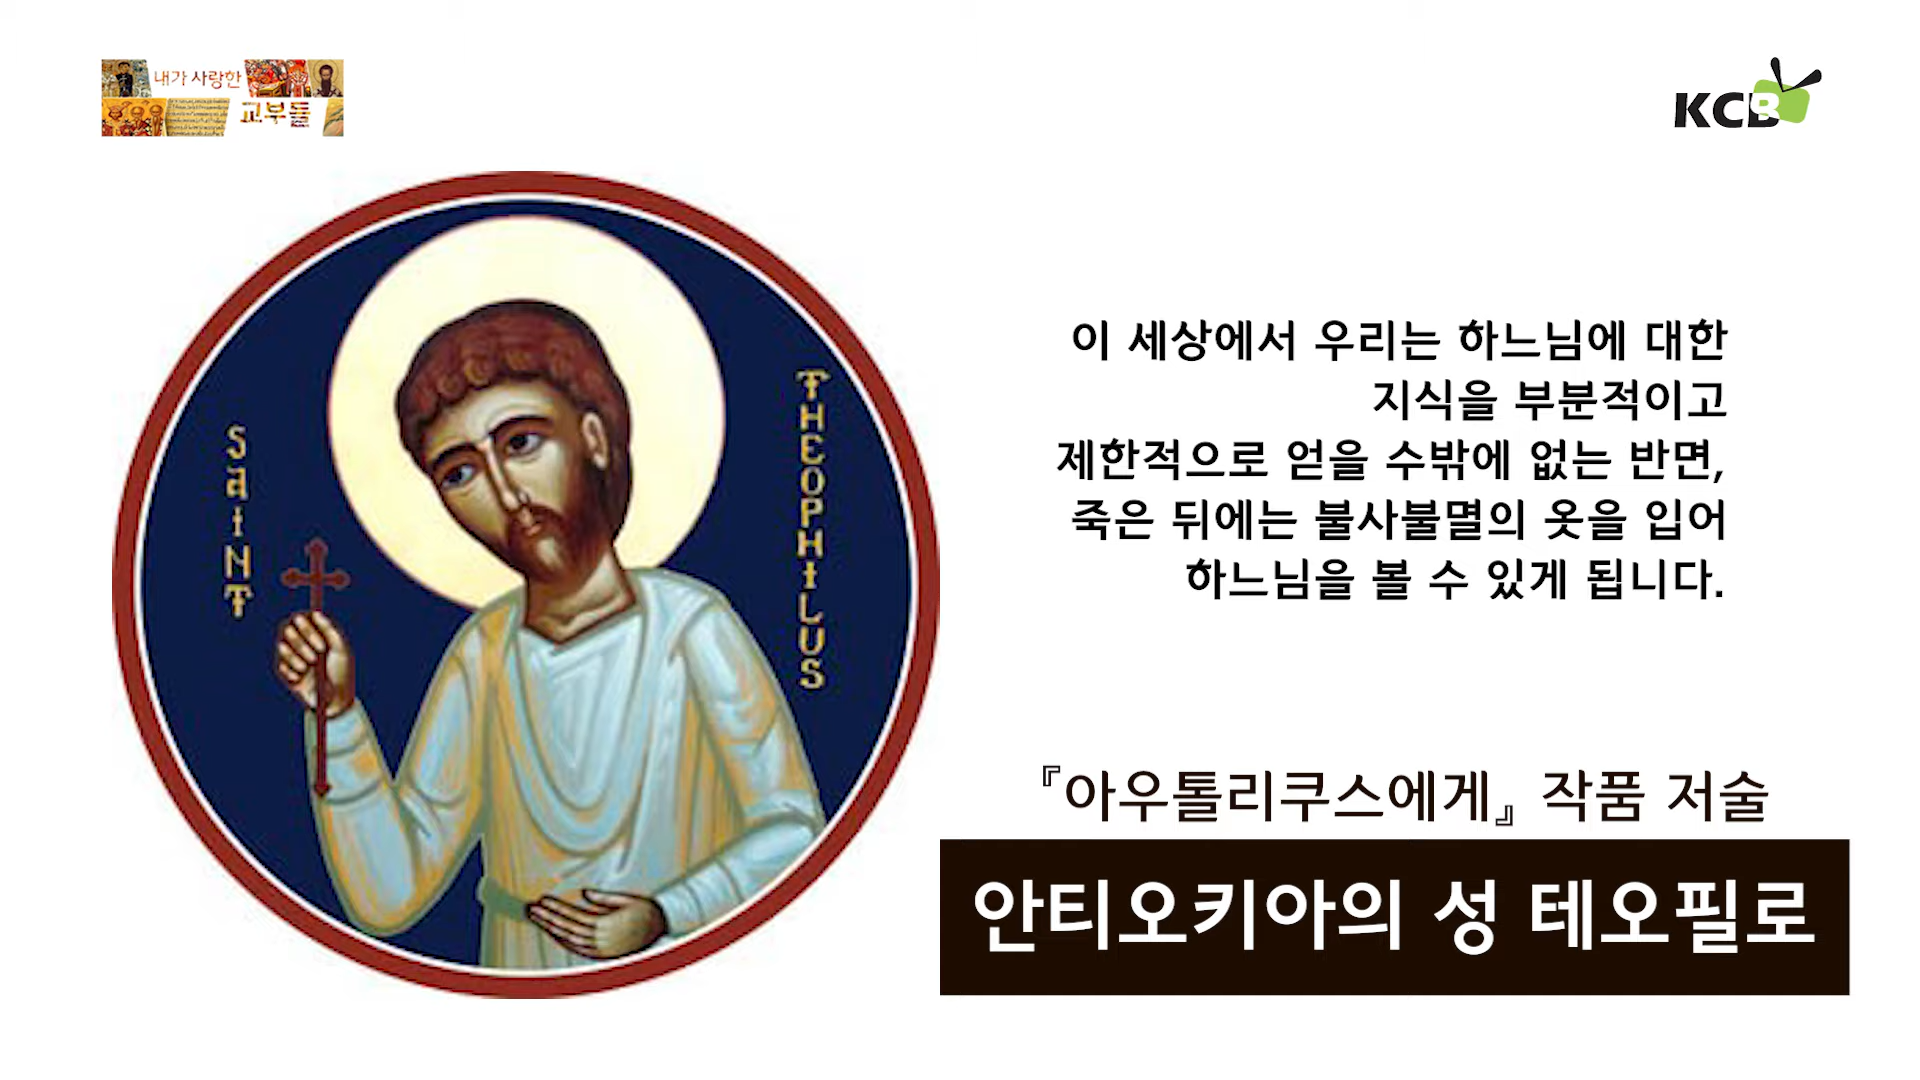 내가 사랑한
교부들
KCB
SaiNT
THEOPHILUS
이 세상에서 우리는 하느님에 대한
지식을 부분적이고
제한적으로 얻을 수밖에 없는 반면,
죽은 뒤에는 불사불멸의 옷을 입어
하느님을 볼 수 있게 됩니다.
『아우톨리쿠스에게』 작품 저술
안티오키아의 성 테오필로